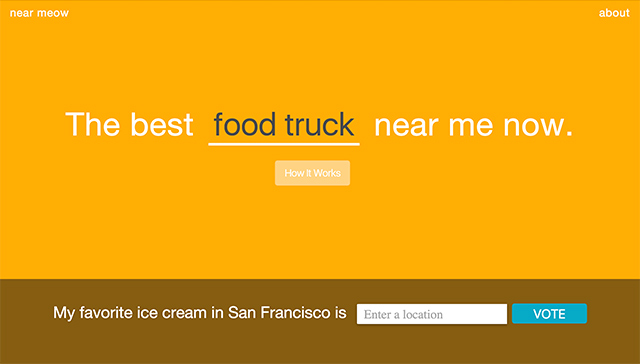 near meow
about
The best food truck near me now.
How It Works
My favorite ice cream in San Francisco is Enter a location VOTE